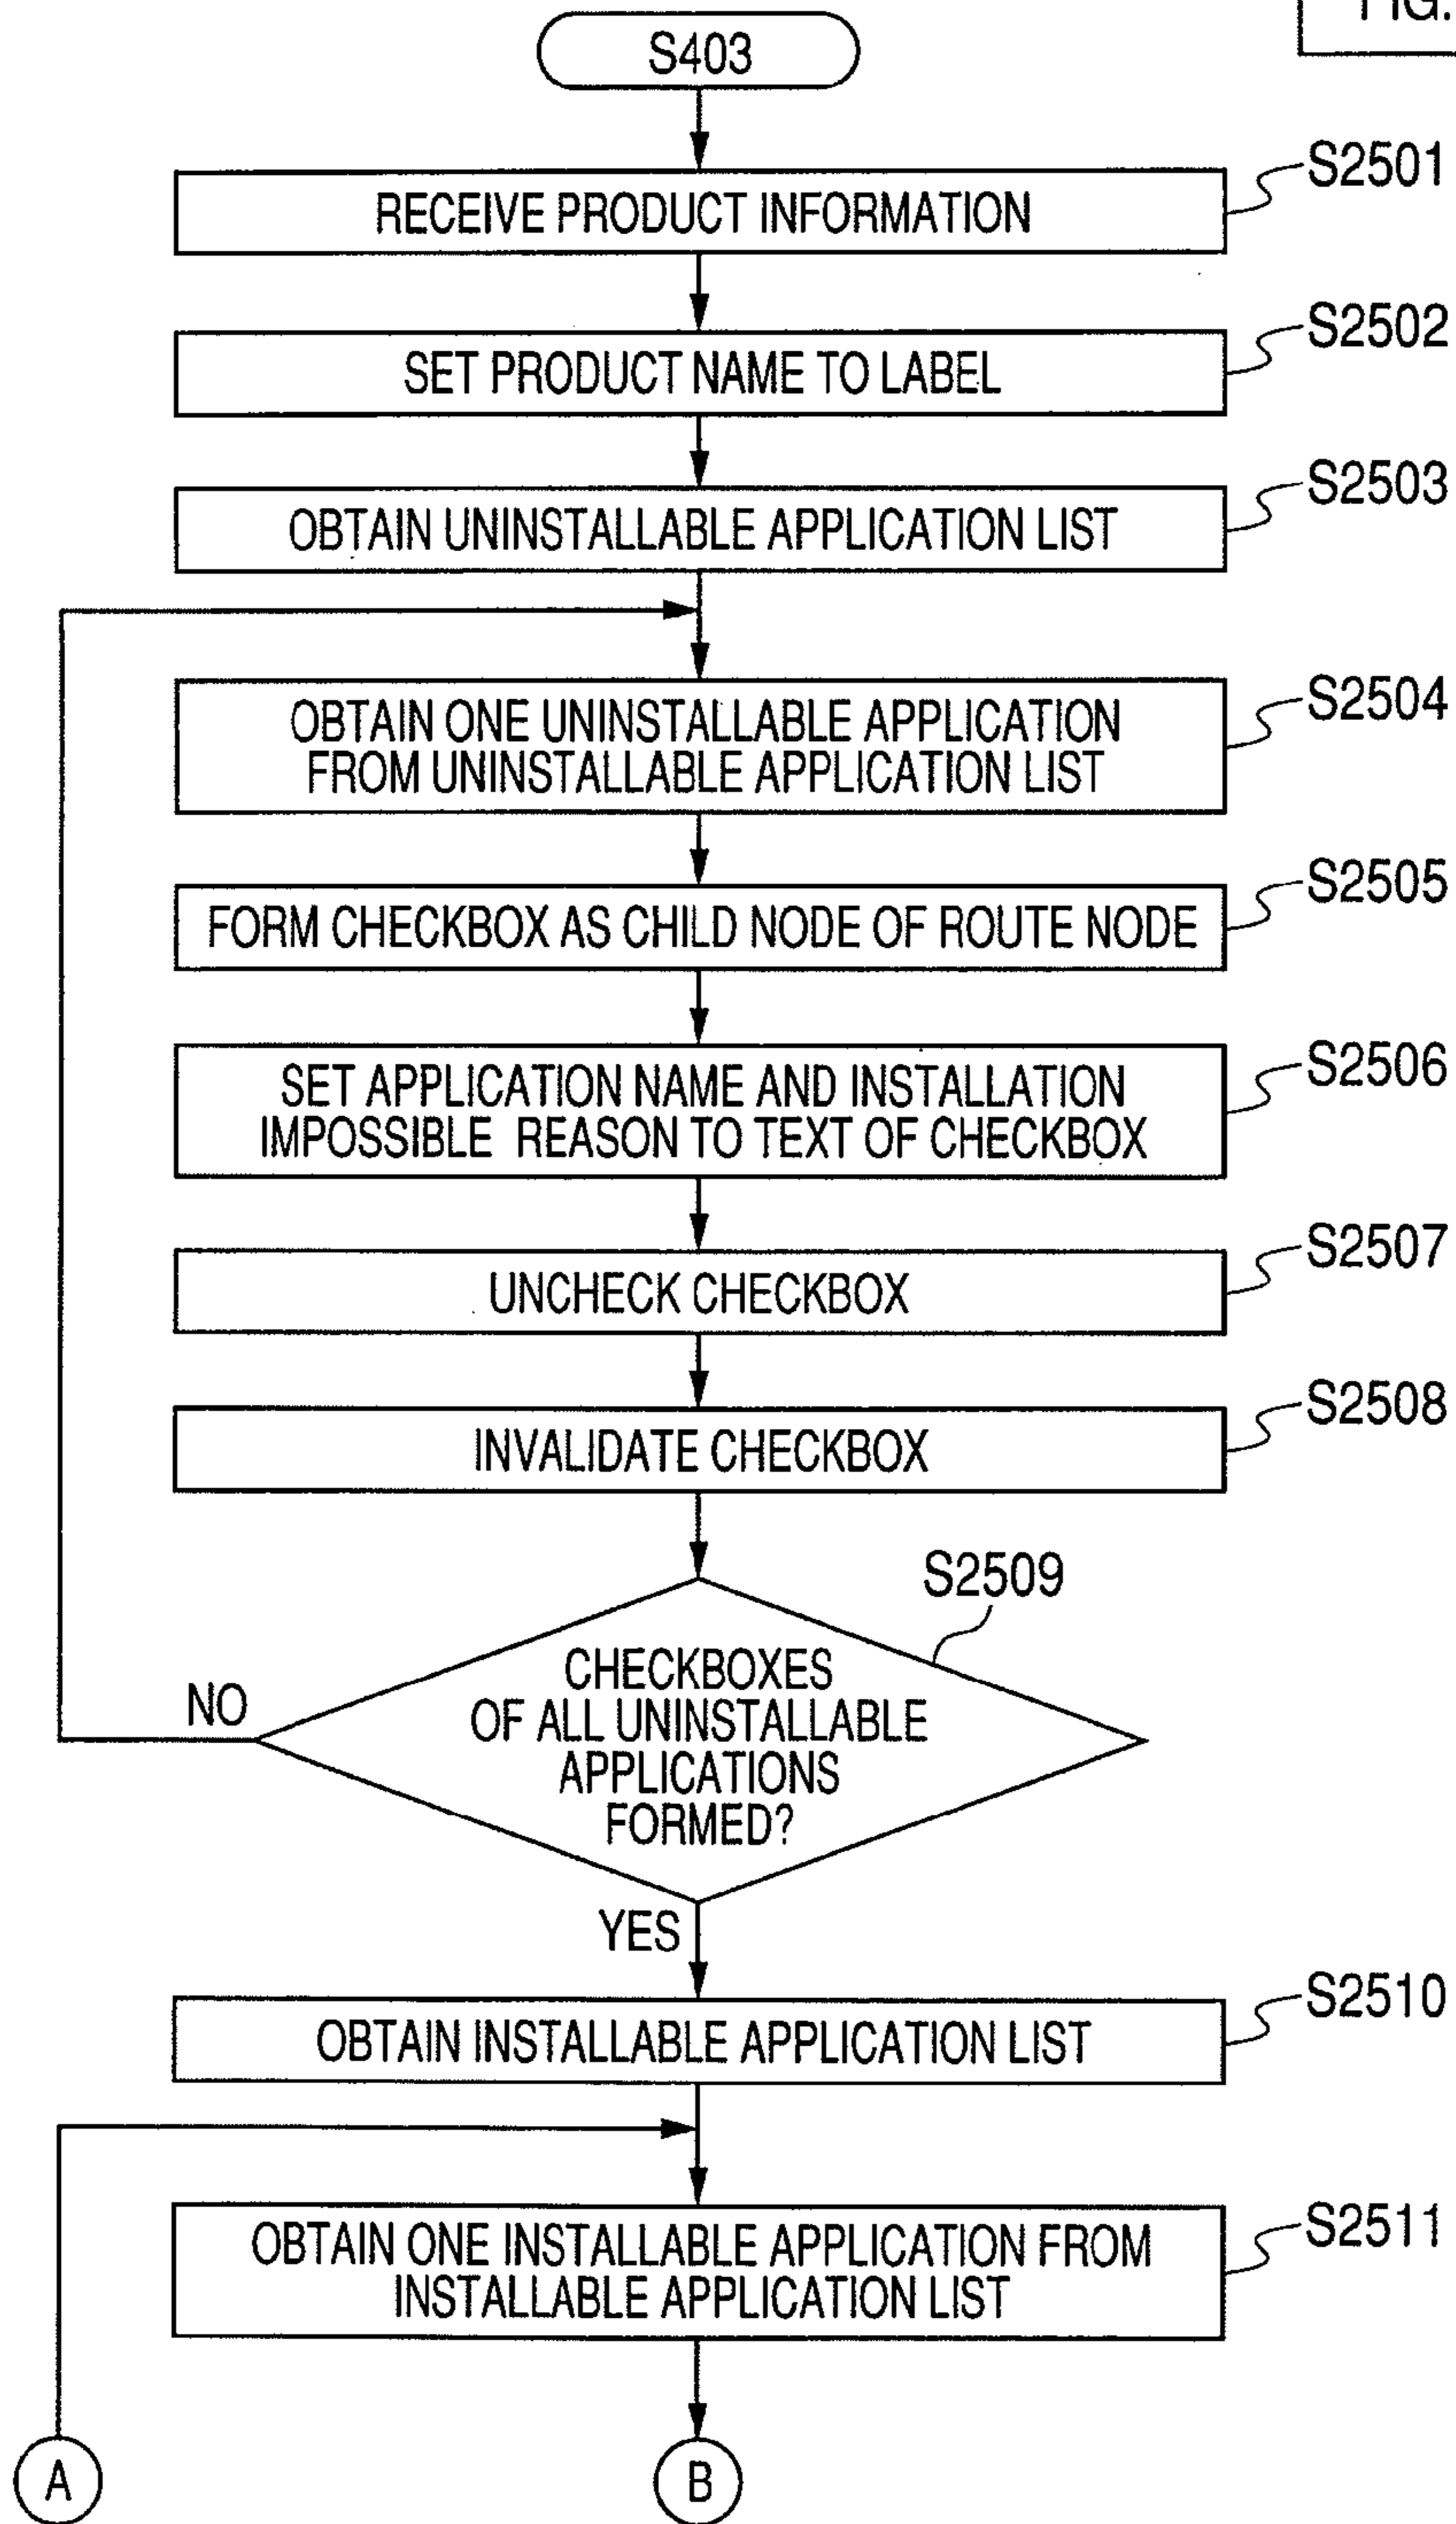 FIG.
S403
S2501
RECEIVE PRODUCT INFORMATION
S2502
SET PRODUCT NAME TO LABEL
S2503
OBTAIN UNINSTALLABLE APPLICATION LIST
S2504
OBTAIN ONE UNINSTALLABLE APPLICATION
FROM UNINSTALLABLE APPLICATION LIST
S2505
FORM CHECKBOX AS CHILD NODE OF ROUTE NODE
S2506
SET APPLICATION NAME AND INSTALLATION
IMPOSSIBLE REASON TO TEXT OF CHECKBOX
S2507
UNCHECK CHECKBOX
S2508
INVALIDATE CHECKBOX
S2509
CHECKBOXES
OF ALL UNINSTALLABLE
APPLICATIONS
FORMED?
NO
YES
S2510
OBTAIN INSTALLABLE APPLICATION LIST
S2511
OBTAIN ONE INSTALLABLE APPLICATION FROM
INSTALLABLE APPLICATION LIST
A
B